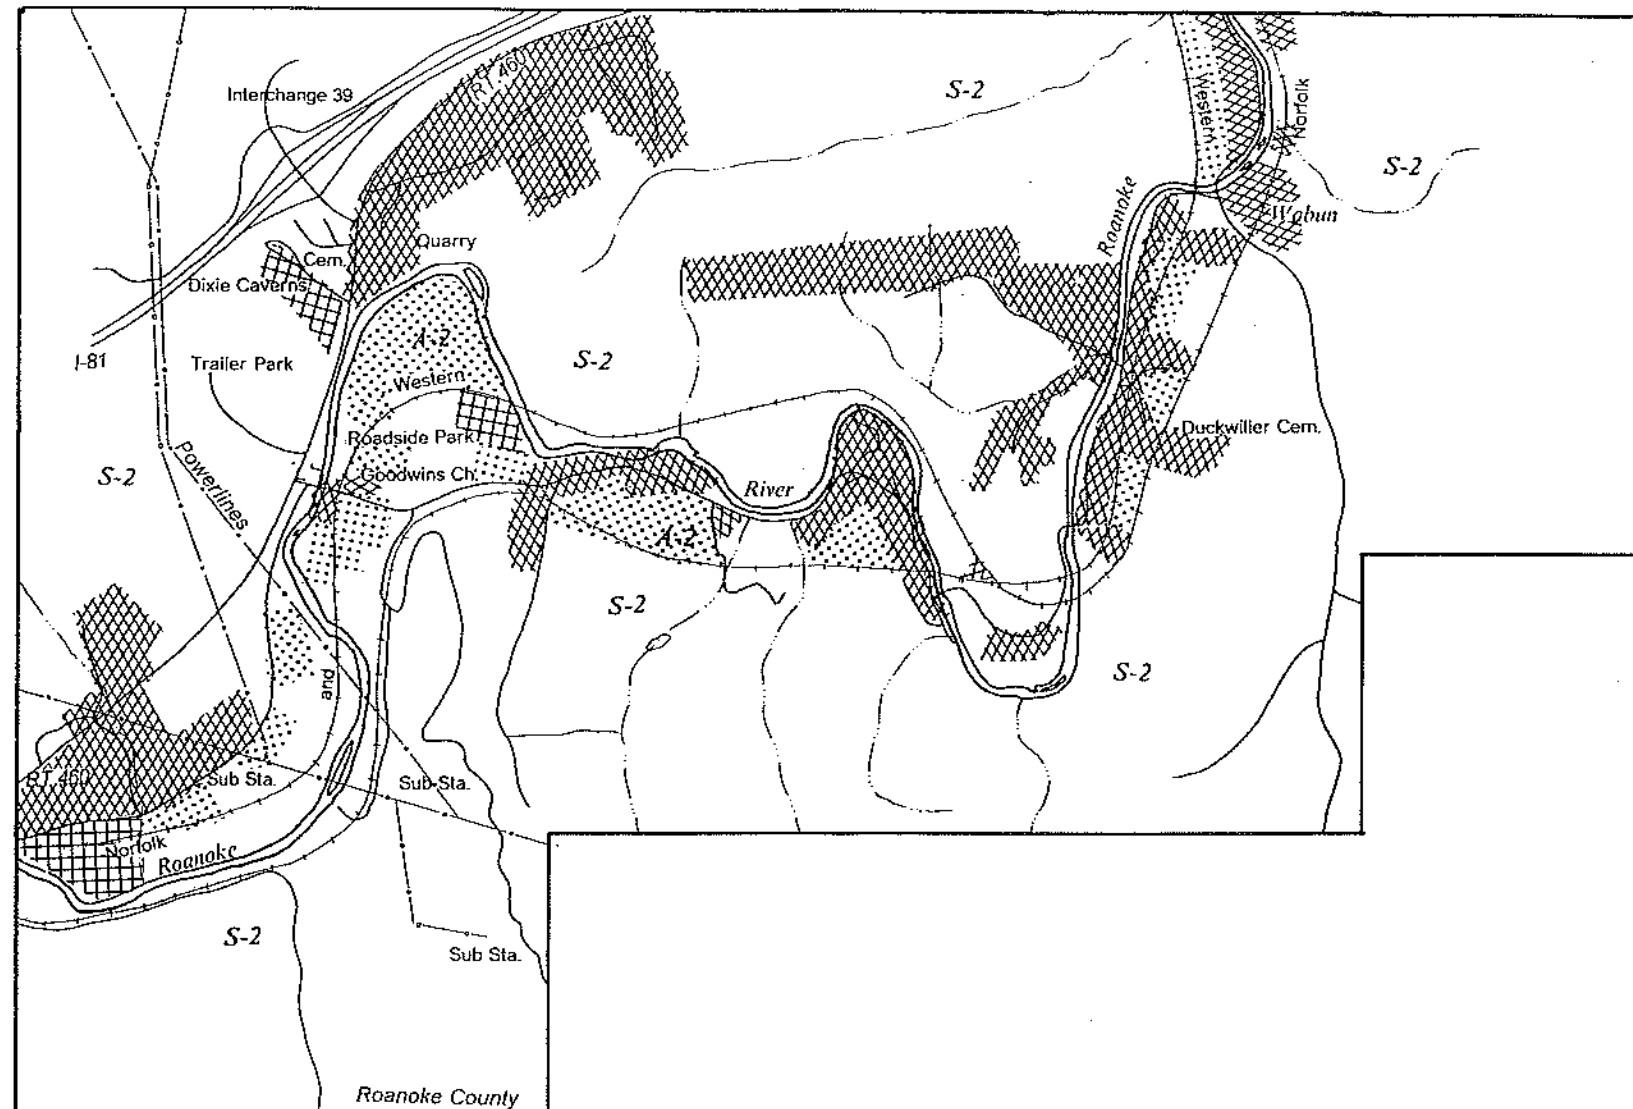 RT 460
Interchange 39
S-2
Western
Norfolk
S-2
Roanoke
Wabun
Quarry
Cem.
Dixie Caverns
A-2
I-81
Trailer Park
S-2
Western
Duckwiller Cem.
Roadside Park
Goodwins Ch.
S-2
Powerlines
River
A-2
S-2
S-2
and
RT 460
Sub Sta.
Sub Sta.
Norfolk
Roanoke
S-2
Sub Sta.
Roanoke County